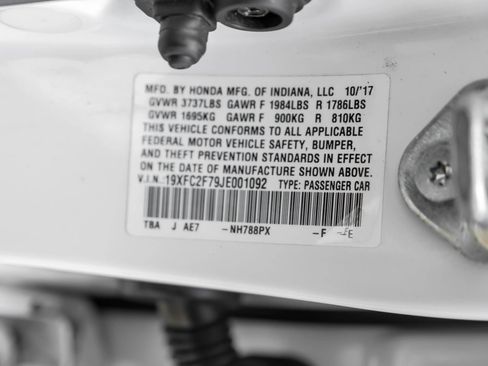 MFD. BY HONDA MFG. OF INDIANA, LLC 10/'17
GVWR 3737LBS GAWR F 1984LBS R 1786LBS
GVWR 1695KG GAWR F 900KG R 810KG
THIS VEHICLE CONFORMS TO ALL APPLICABLE
FEDERAL MOTOR VEHICLE SAFETY, BUMPER,
AND THEFT PREVENTION STANDARDS IN EFFECT
ON THE DATE OF MANUFACTURE SHOWN ABOVE.
V.I.N. 19XFC2F79JE001092 TYPE: PASSENGER CAR
TBA J AE7 -NH788PX -F -E